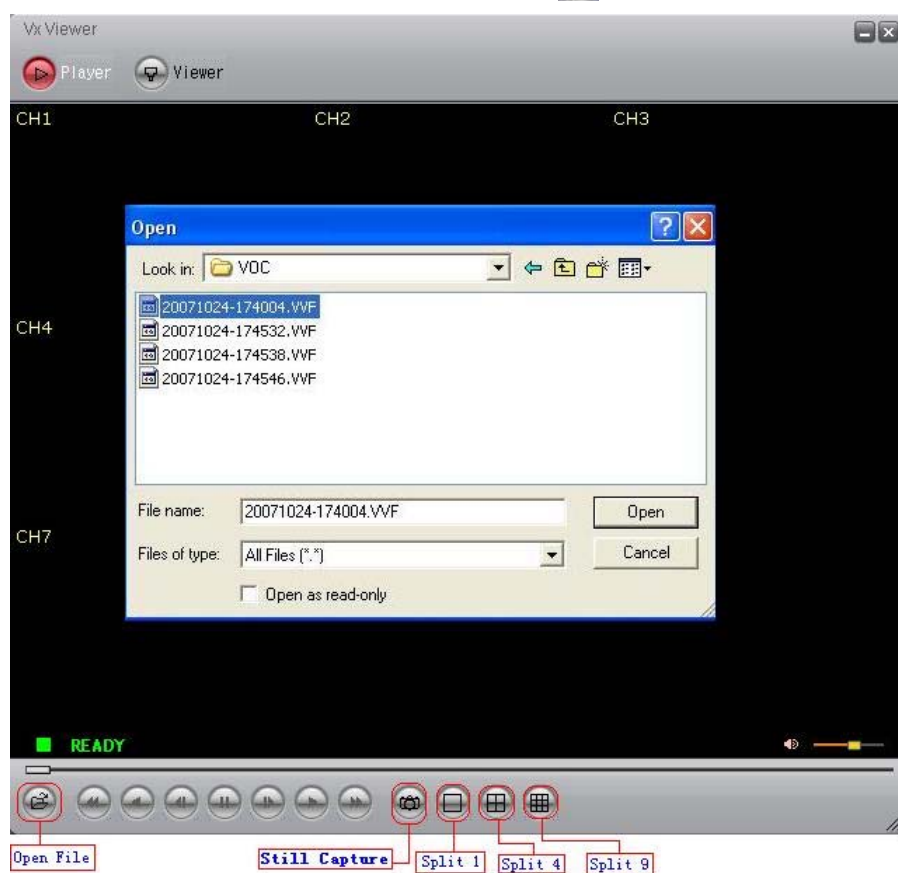 Vx Viewer
Player Viewer
CH1 CH2 CH3
Open
Look in: VOC
20071024-174004.VVF
CH4
20071024-174532.VVF
20071024-174538.VVF
20071024-174546.VVF
File name: 20071024-174004.VVF Open
CH7
Files of type: All Files (*.*) Cancel
Open as read-only
READY
Open File Still Capture Split 1 Split 4 Split 9